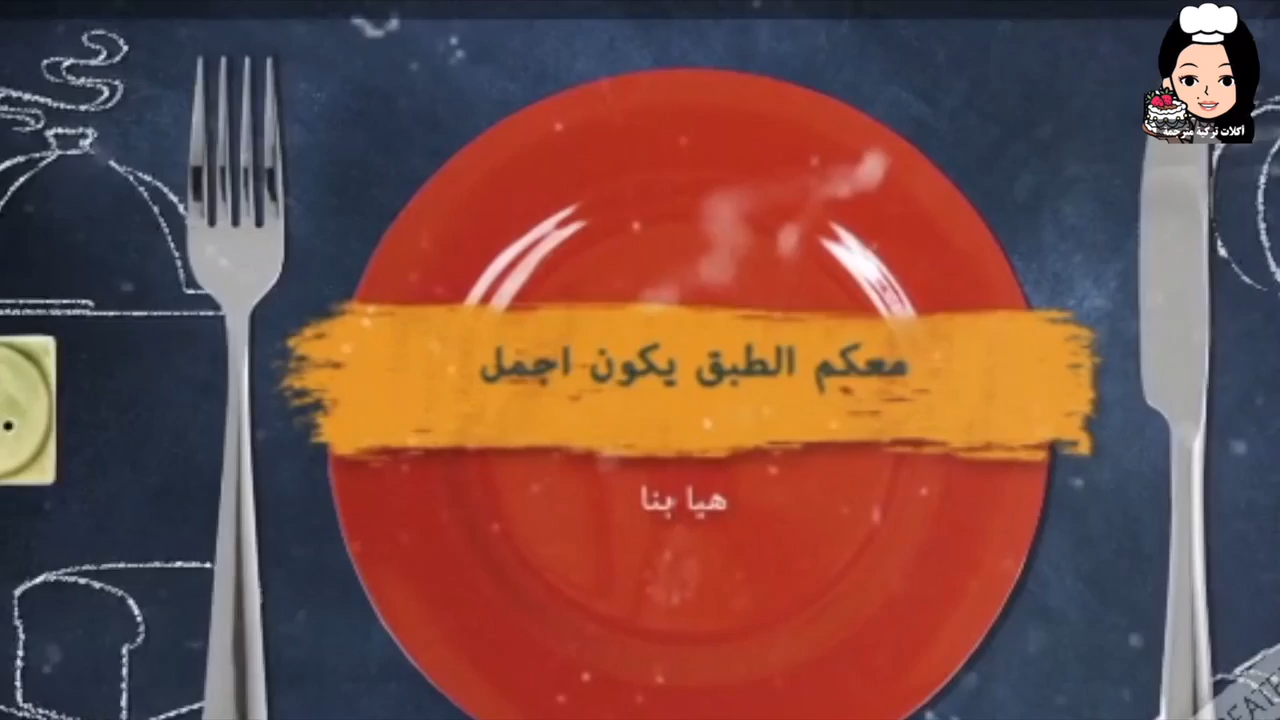 أكلات تركية مترجمة
معكم الطبق يكون اجمل
هيا بنا